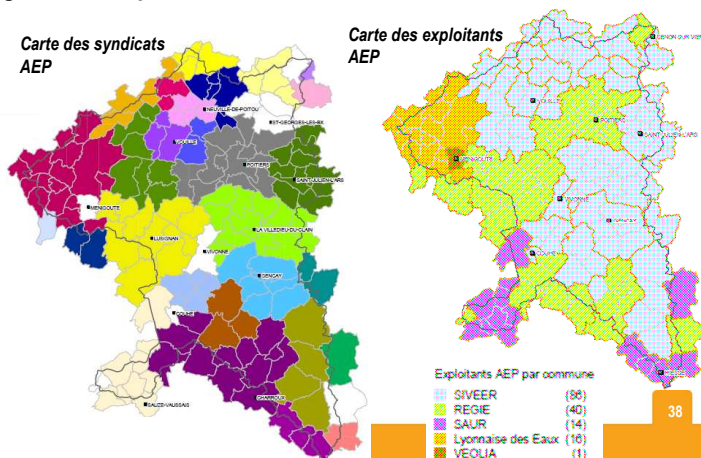 Carte des syndicats
AEP
NEUVILLE-DE-POITOU
ST-GEORGES-LES-BX
VOUILLE
POITIERS
SAINT-JULIEN-L'ARS
MENIGOUTE
LUSIGNAN
LA VILLEDIEU-DU-CLAIN
VIVONNE
GENCAY
COUHE
CHARROUX
SAUZE-VAUSSAIS
Carte des exploitants
AEP
VOUILLE
POITIERS
SAINT-JULIEN-L'ARS
MENIGOUTE
VIVONNE
GENCAY
COUHE
Exploitants AEP par commune
SIVEER (86)
REGIE (40)
SAUR (14)
Lyonnaise des Eaux (16)
VEOLIA (1)
38